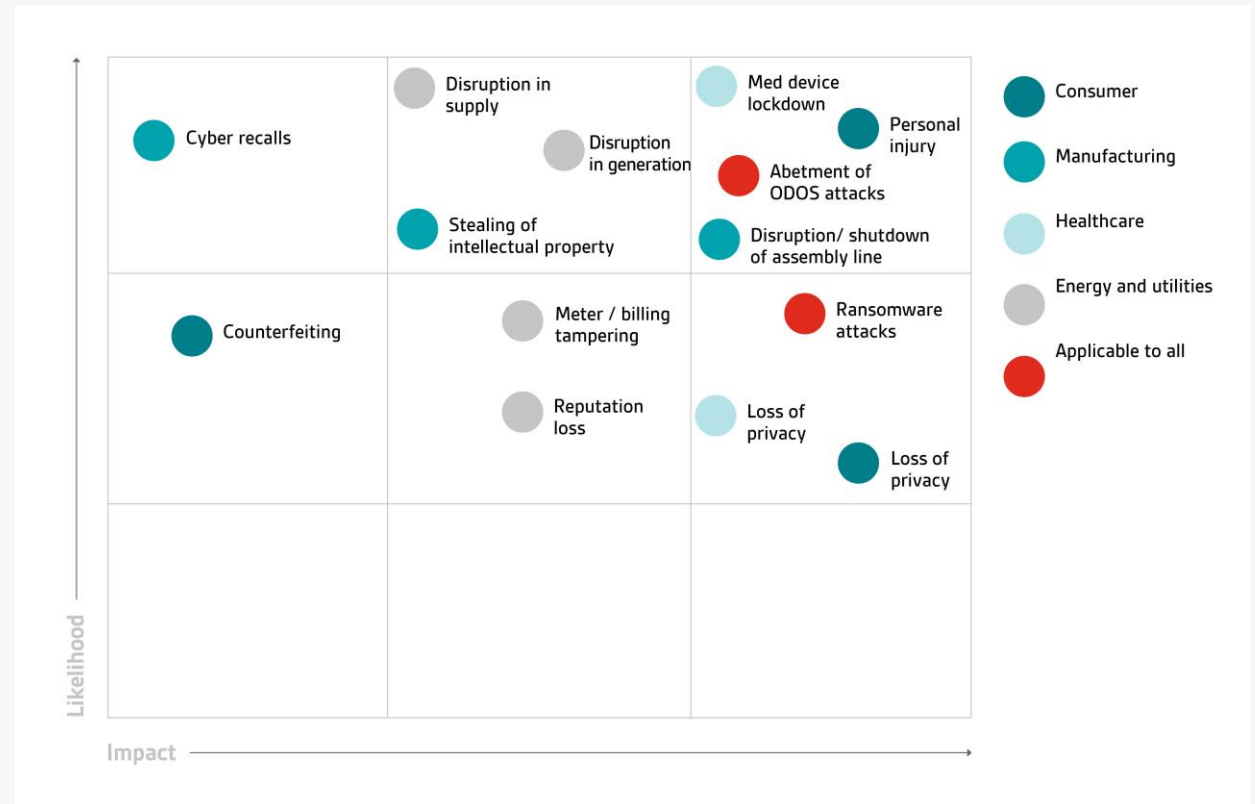 Disruption in
supply
Med device
lockdown
Cyber recalls
Disruption
in generation
Personal
injury
Abetment of
ODOS attacks
Stealing of
intellectual property
Disruption/ shutdown
of assembly line
Counterfeiting
Meter / billing
tampering
Ransomware
attacks
Reputation
loss
Loss of
privacy
Loss of
privacy
Consumer
Manufacturing
Healthcare
Energy and utilities
Applicable to all
Likelihood
Impact